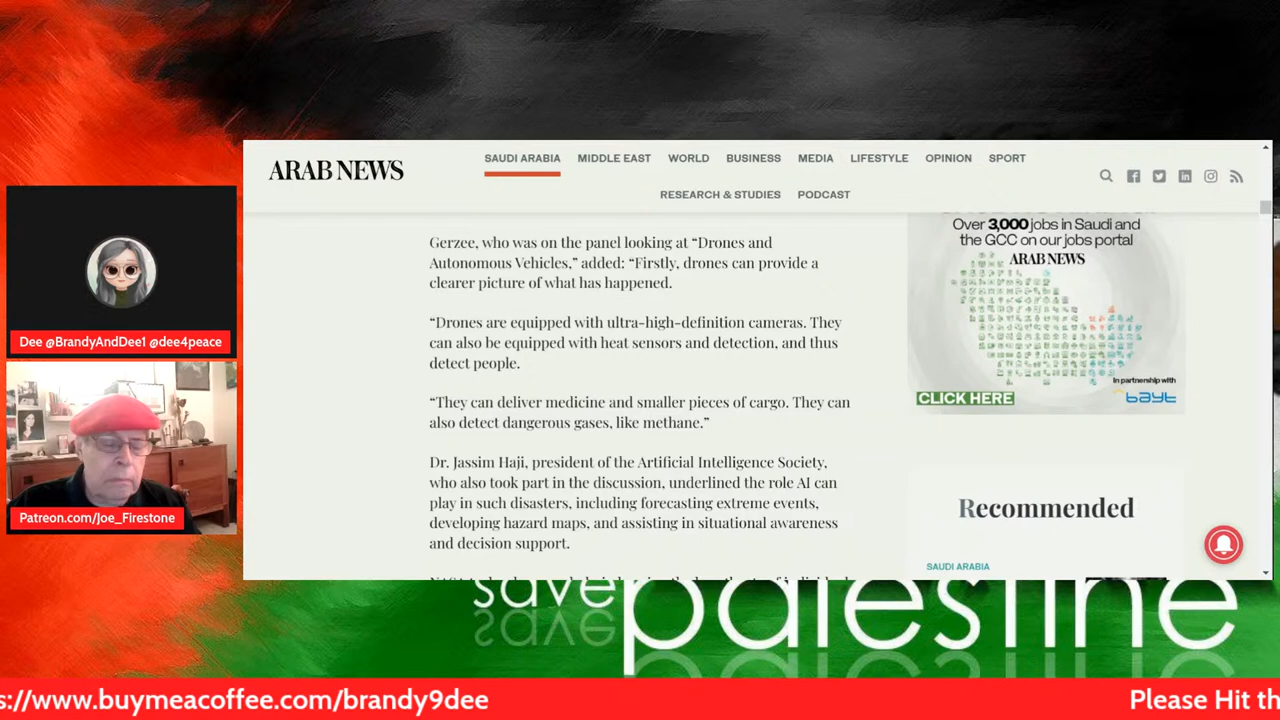 ARAB NEWS
SAUDI ARABIA MIDDLE EAST WORLD BUSINESS MEDIA LIFESTYLE OPINION SPORT
RESEARCH & STUDIES PODCAST
Gerzee, who was on the panel looking at “Drones and
Autonomous Vehicles,” added: “Firstly, drones can provide a
clearer picture of what has happened.
“Drones are equipped with ultra-high-definition cameras. They
can also be equipped with heat sensors and detection, and thus
detect people.
“They can deliver medicine and smaller pieces of cargo. They can
also detect dangerous gases, like methane.”
Dr. Jassim Haji, president of the Artificial Intelligence Society,
who also took part in the discussion, underlined the role AI can
play in such disasters, including forecasting extreme events,
developing hazard maps, and assisting in situational awareness
and decision support.
Over 3,000 jobs in Saudi and
the GCC on our jobs portal
ARAB NEWS
In partnership with
CLICK HERE
bayt
Recommended
SAUDI ARABIA
Dee @BrandyAndDee1 @dee4peace
Patreon.com/Joe_Firestone
save palestine
s://www.buymeacoffee.com/brandy9dee
Please Hit th